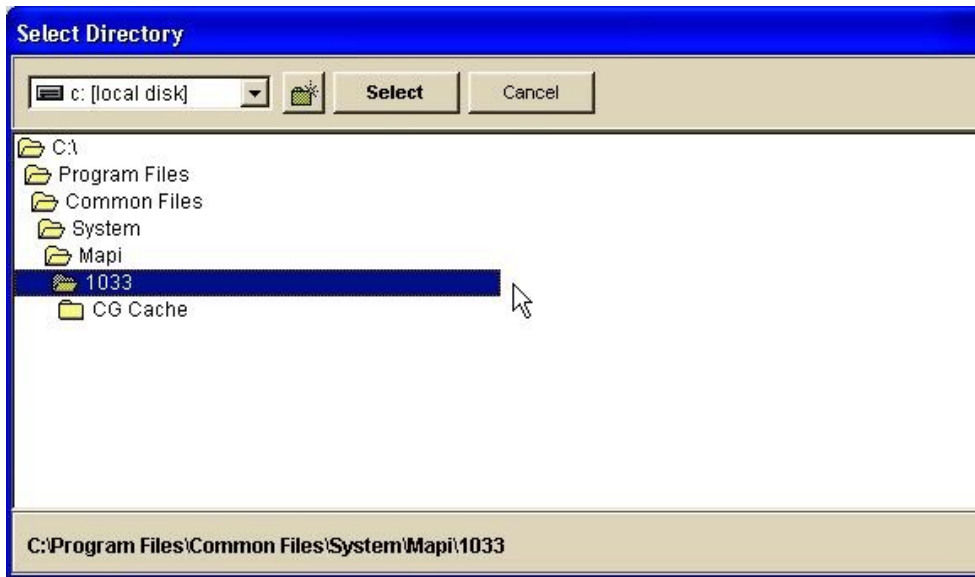 Select Directory
c: [local disk] Select Cancel
C:\
Program Files
Common Files
System
Mapi
1033
CG Cache
C:\Program Files\Common Files\System\Mapi\1033